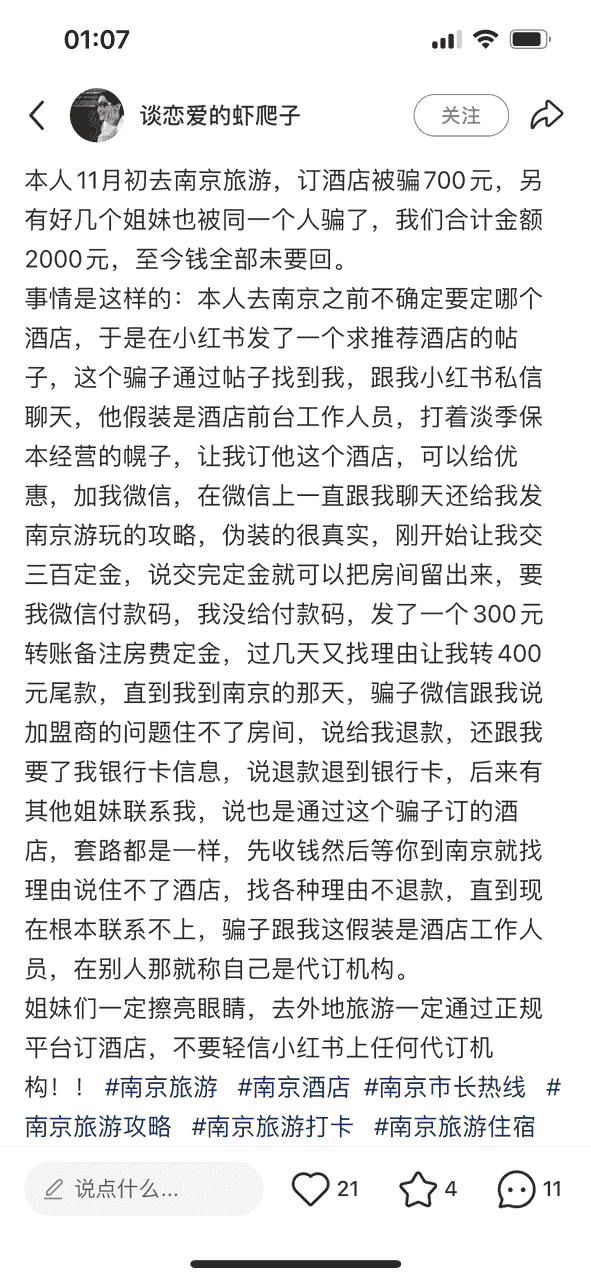 01:07
谈恋爱的虾爬子
关注
本人11月初去南京旅游，订酒店被骗700元，另
有好几个姐妹也被同一个人骗了，我们合计金额
2000元，至今钱全部未要回。
事情是这样的：本人去南京之前不确定要定哪个
酒店，于是在小红书发了一个求推荐酒店的帖
子，这个骗子通过帖子找到我，跟我小红书私信
聊天，他假装是酒店前台工作人员，打着淡季保
本经营的幌子，让我订他这个酒店，可以给优
惠，加我微信，在微信上一直跟我聊天还给我发
南京游玩的攻略，伪装的很真实，刚开始让我交
三百定金，说交完定金就可以把房间留出来，要
我微信付款码，我没给付款码，发了一个300元
转账备注房费定金，过几天又找理由让我转400
元尾款，直到我到南京的那天，骗子微信跟我说
加盟商的问题住不了房间，说给我退款，还跟我
要了我银行卡信息，说退款退到银行卡，后来有
其他姐妹联系我，说也是通过这个骗子订的酒
店，套路都是一样，先收钱然后等你到南京就找
理由说住不了酒店，找各种理由不退款，直到现
在根本联系不上，骗子跟我这假装是酒店工作人
员，在别人那就称自己是代订机构。
姐妹们一定擦亮眼睛，去外地旅游一定通过正规
平台订酒店，不要轻信小红书上任何代订机
构！！ #南京旅游 #南京酒店 #南京市长热线 #
南京旅游攻略 #南京旅游打卡 #南京旅游住宿
说点什么...
21
4
11